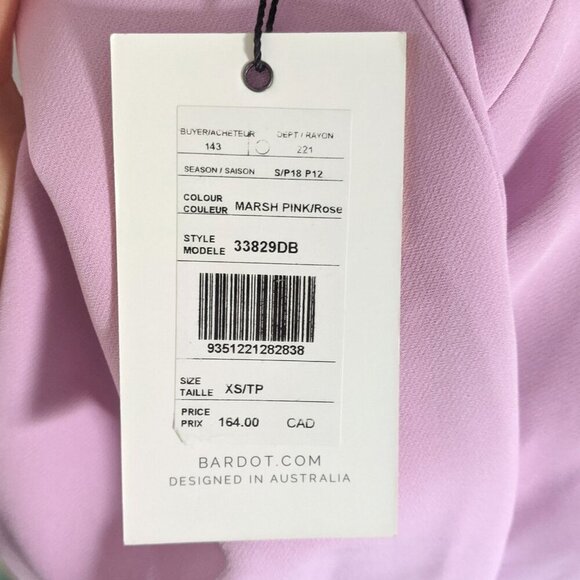 BUYER/ACHETEUR DEPT / RAYON
143 221
SEASON / SAISON S/P18 P12
COLOUR
COULEUR MARSH PINK/Rose
STYLE
MODELE 33829DB
9351221282838
SIZE
TAILLE XS/TP
PRICE
PRIX 164.00 CAD
BARDOT.COM
DESIGNED IN AUSTRALIA